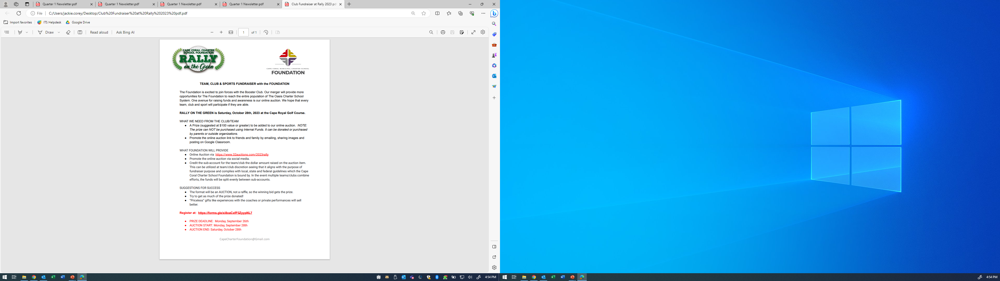 Quarter 1 Newsletter.pdf
Quarter 1 Newsletter.pdf
Quarter 1 Newsletter.pdf
Quarter 1 Newsletter.pdf
Club Fundraiser at Rally 2023 pdf
File
C:/Users/jackie.corey/Desktop/Club%20Fundraiser%20at%20Rally%202023%20pdf.pdf
Import favorites
ITS Helpdesk
Google Drive
Draw
Read aloud
Ask Bing AI
1
of 1
CAPE CORAL CHARTER
SCHOOL FOUNDATION
RALLY
on the Green
CAPE CORAL MUNICIPAL CHARTER SCHOOL
FOUNDATION
TEAM, CLUB & SPORTS FUNDRAISER with the FOUNDATION
The Foundation is excited to join forces with the Booster Club. Our merger will provide more
opportunities for The Foundation to reach the entire population of The Oasis Charter School
System. One avenue for raising funds and awareness is our online auction. We hope that every
team, club and sport will participate if they are able.
RALLY ON THE GREEN is Saturday, October 28th, 2023 at the Cape Royal Golf Course.
WHAT WE NEED FROM THE CLUB/TEAM
● A Prize (suggested at $100 value or greater) to be added to our online auction. NOTE:
The prize can NOT be purchased using Internal Funds. It can be donated or purchased
by parents or outside organizations.
● Promote the online auction link to friends and family by emailing, sharing images and
posting on Google Classroom.
WHAT FOUNDATION WILL PROVIDE
● Online Auction via https://www.32auctions.com/2023rally
● Promote the online auction via social media.
● Credit the sub-account for the team/club the dollar amount raised on the auction item.
This can be utilized at team/club discretion seeing that it aligns with the purpose of
fundraiser purpose and complies with local, state and federal guidelines which the Cape
Coral Charter School Foundation is bound by. In the event multiple teams/clubs combine
efforts, the funds will be split evenly between sub-accounts.
SUGGESTIONS FOR SUCCESS
● The format will be an AUCTION, not a raffle, so the winning bid gets the prize.
● Try to get as much of the prize donated!
● "Priceless" gifts like experiences with the coaches or private performances will sell
better.
Register at: https://forms.gle/xi8oaCxfP3ZyypNL7
● PRIZE DEADLINE: Monday, September 26th
● AUCTION START: Monday, September 28th
● AUCTION END: Saturday, October 28th
CapeCharterFoundation@Gmail.com
4:54 PM
4:54 PM